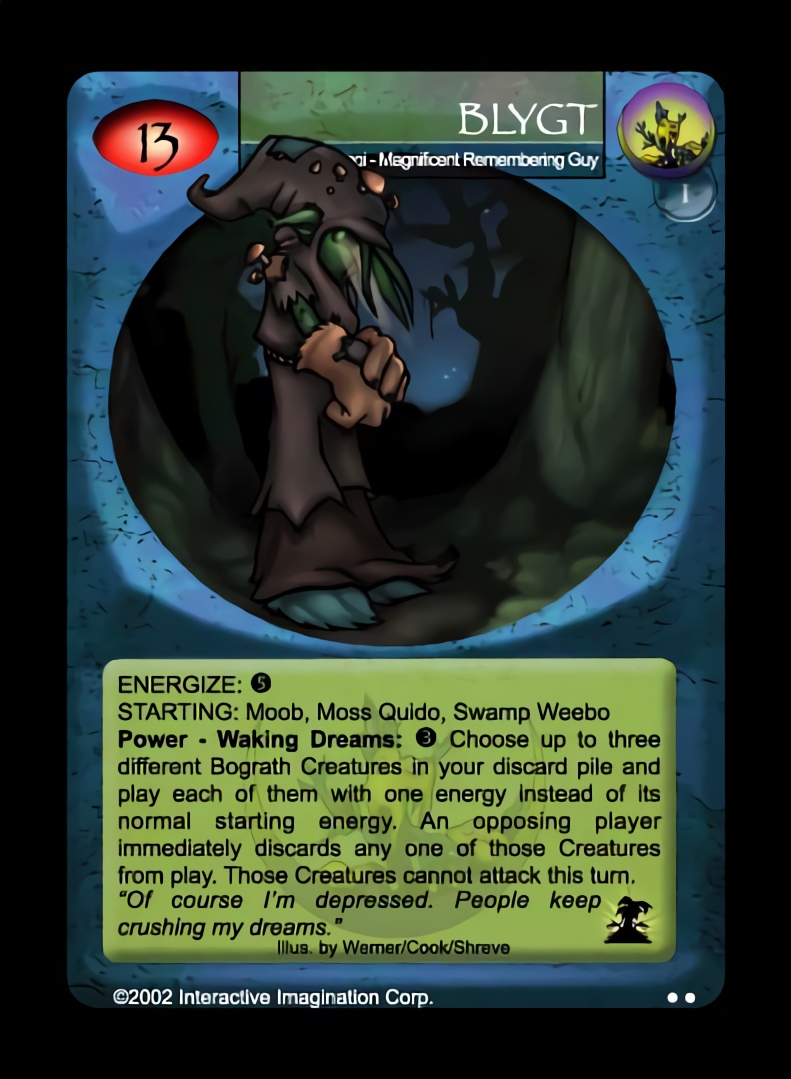 13
BLYGT
- Magnificent Remembering Guy
1
ENERGIZE: 5
STARTING: Moob, Moss Quido, Swamp Weebo
Power - Waking Dreams: 3 Choose up to three
different Bograth Creatures in your discard pile and
play each of them with one energy instead of its
normal starting energy. An opposing player
immediately discards any one of those Creatures
from play. Those Creatures cannot attack this turn.
"Of course I'm depressed. People keep
crushing my dreams."
Illus. by Werner/Cook/Shreve
©2002 Interactive Imagination Corp.